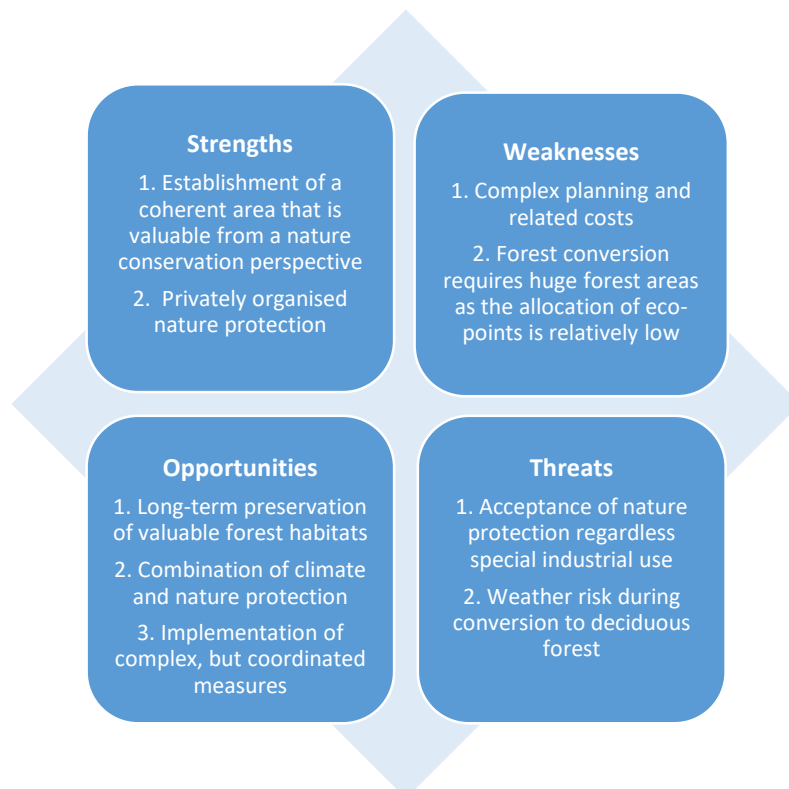 Strengths
1. Establishment of a
coherent area that is
valuable from a nature
conservation perspective
2. Privately organised
nature protection
Weaknesses
1. Complex planning and
related costs
2. Forest conversion
requires huge forest areas
as the allocation of eco-
points is relatively low
Opportunities
1. Long-term preservation
of valuable forest habitats
2. Combination of climate
and nature protection
3. Implementation of
complex, but coordinated
measures
Threats
1. Acceptance of nature
protection regardless
special industrial use
2. Weather risk during
conversion to deciduous
forest